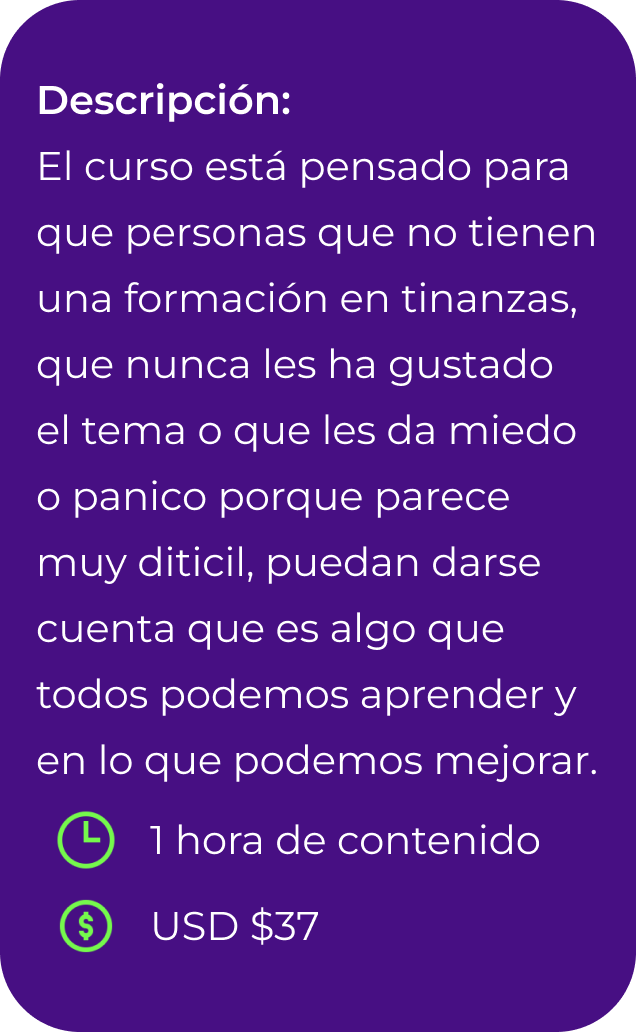 Descripción:
El curso está pensado para
que personas que no tienen
una formación en tinanzas,
que nunca les ha gustado
el tema o que les da miedo
o panico porque parece
muy diticil, puedan darse
cuenta que es algo que
todos podemos aprender y
en lo que podemos mejorar.
1 hora de contenido
USD $37